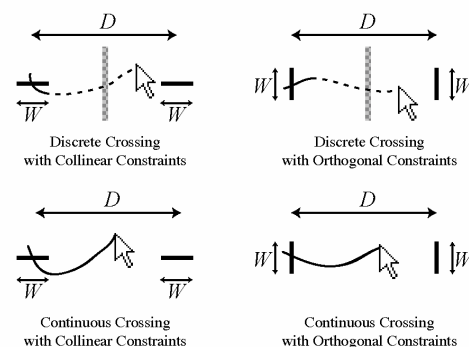 D
D
W
W
W
W
Discrete Crossing
with Collinear Constraints
Discrete Crossing
with Orthogonal Constraints
D
D
W
W
W
W
Continuous Crossing
with Collinear Constraints
Continuous Crossing
with Orthogonal Constraints